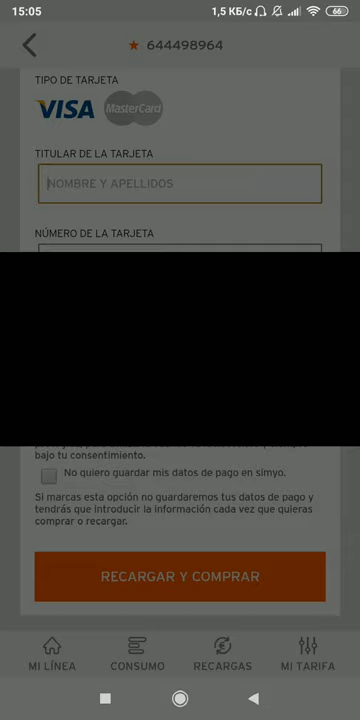 15:05 1,5 КБ/с 66
644498964
TIPO DE TARJETA
VISA MasterCard
TITULAR DE LA TARJETA
NOMBRE Y APELLIDOS
NÚMERO DE LA TARJETA
bajo tu consentimiento.
No quiero guardar mis datos de pago en simyo.
Si marcas esta opción no guardaremos tus datos de pago y
tendrás que introducir la información cada vez que quieras
comprar o recargar.
RECARGAR Y COMPRAR
MI LÍNEA CONSUMO RECARGAS MI TARIFA